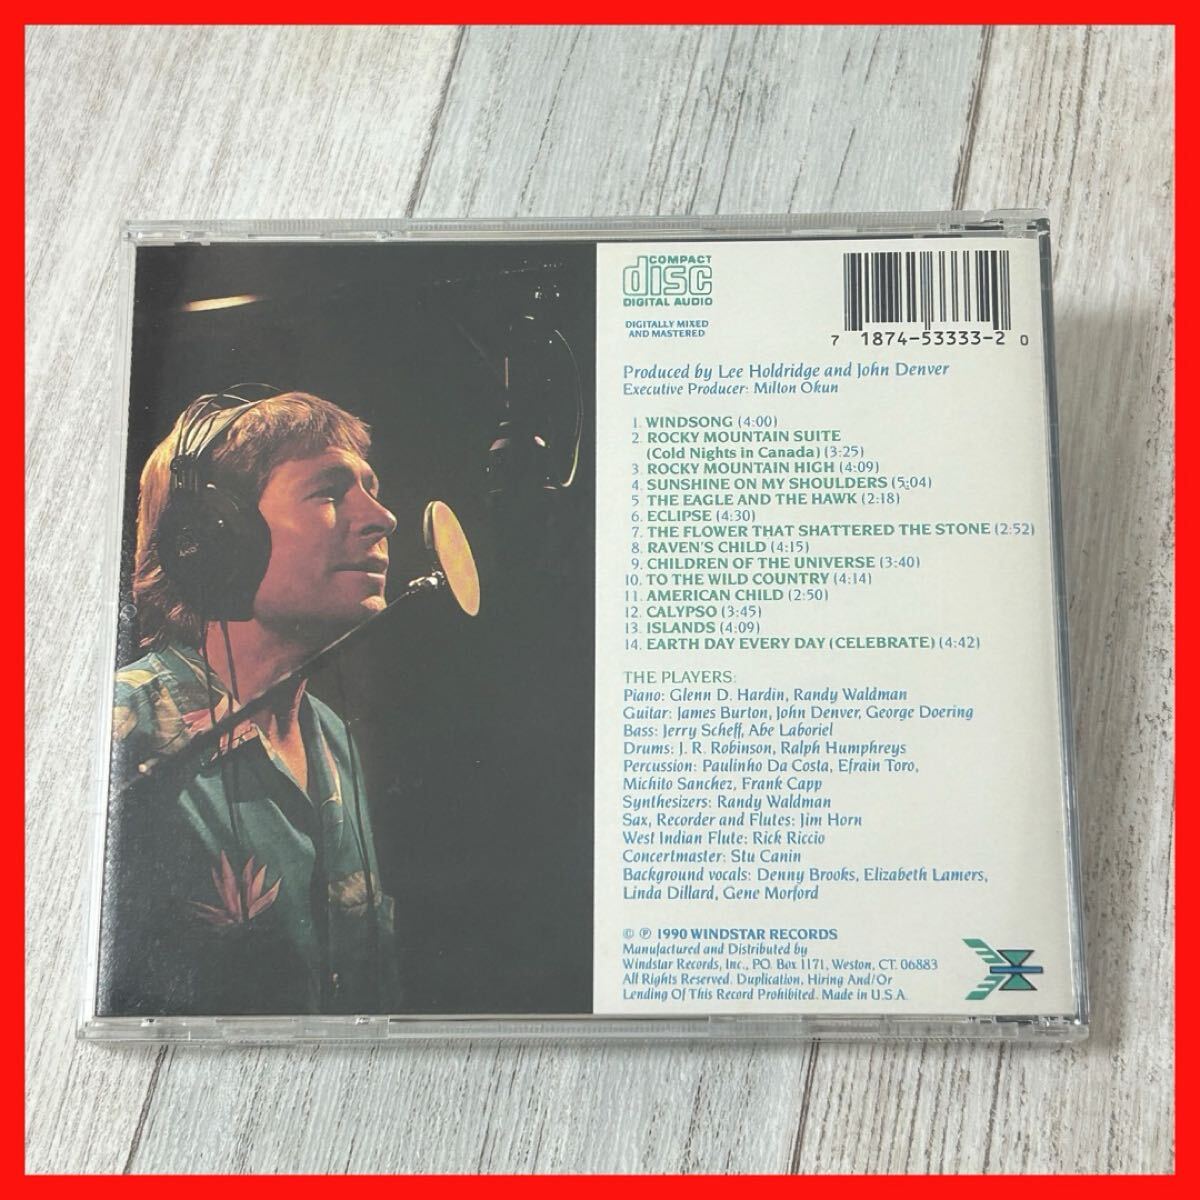 COMPACT
disc
DIGITAL AUDIO
DIGITALLY MIXED
AND MASTERED
7 1874-53333-2 0
Produced by Lee Holdridge and John Denver
Executive Producer: Milton Okun
1. WINDSONG (4:00)
2. ROCKY MOUNTAIN SUITE
(Cold Nights in Canada) (3:25)
3. ROCKY MOUNTAIN HIGH (4:09)
4. SUNSHINE ON MY SHOULDERS (5:04)
5. THE EAGLE AND THE HAWK (2:18)
6. ECLIPSE (4:30)
7. THE FLOWER THAT SHATTERED THE STONE (2:52)
8. RAVEN'S CHILD (4:15)
9. CHILDREN OF THE UNIVERSE (3:40)
10. TO THE WILD COUNTRY (4:14)
11. AMERICAN CHILD (2:50)
12. CALYPSO (3:45)
13. ISLANDS (4:09)
14. EARTH DAY EVERY DAY (CELEBRATE) (4:42)
THE PLAYERS:
Piano: Glenn D. Hardin, Randy Waldman
Guitar: James Burton, John Denver, George Doering
Bass: Jerry Scheff, Abe Laboriel
Drums: J. R. Robinson, Ralph Humphreys
Percussion: Paulinho Da Costa, Efrain Toro,
Michito Sanchez, Frank Capp
Synthesizers: Randy Waldman
Sax, Recorder and Flutes: Jim Horn
West Indian Flute: Rick Riccio
Concertmaster: Stu Canin
Background vocals: Denny Brooks, Elizabeth Lamers,
Linda Dillard, Gene Morford
© ℗ 1990 WINDSTAR RECORDS
Manufactured and Distributed by
Windstar Records, Inc., P.O. Box 1171, Weston, CT. 06883
All Rights Reserved. Duplication, Hiring And/Or
Lending Of This Record Prohibited. Made in U.S.A.